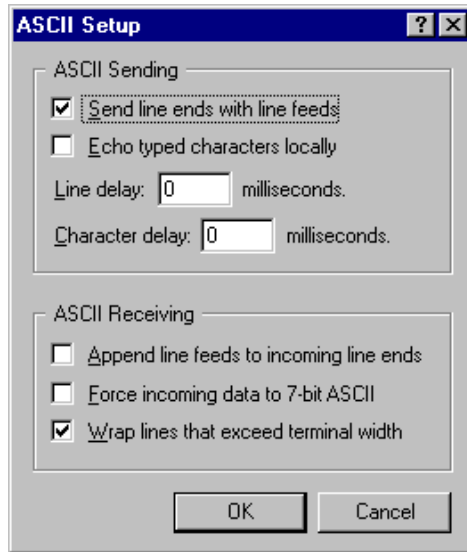 ASCII Setup
ASCII Sending
Send line ends with line feeds
Echo typed characters locally
Line delay: 0 milliseconds.
Character delay: 0 milliseconds.
ASCII Receiving
Append line feeds to incoming line ends
Force incoming data to 7-bit ASCII
Wrap lines that exceed terminal width
OK Cancel